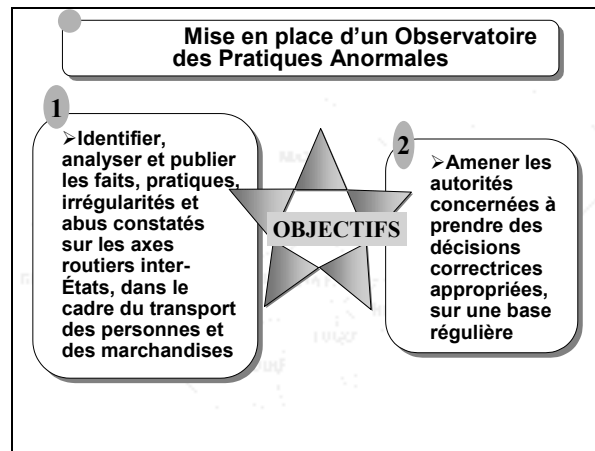 Mise en place d’un Observatoire
des Pratiques Anormales
1
➢Identifier,
analyser et publier
les faits, pratiques,
irrégularités et
abus constatés
sur les axes
routiers inter-
États, dans le
cadre du transport
des personnes et
des marchandises
OBJECTIFS
2
➢Amener les
autorités
concernées à
prendre des
décisions
correctrices
appropriées,
sur une base
régulière